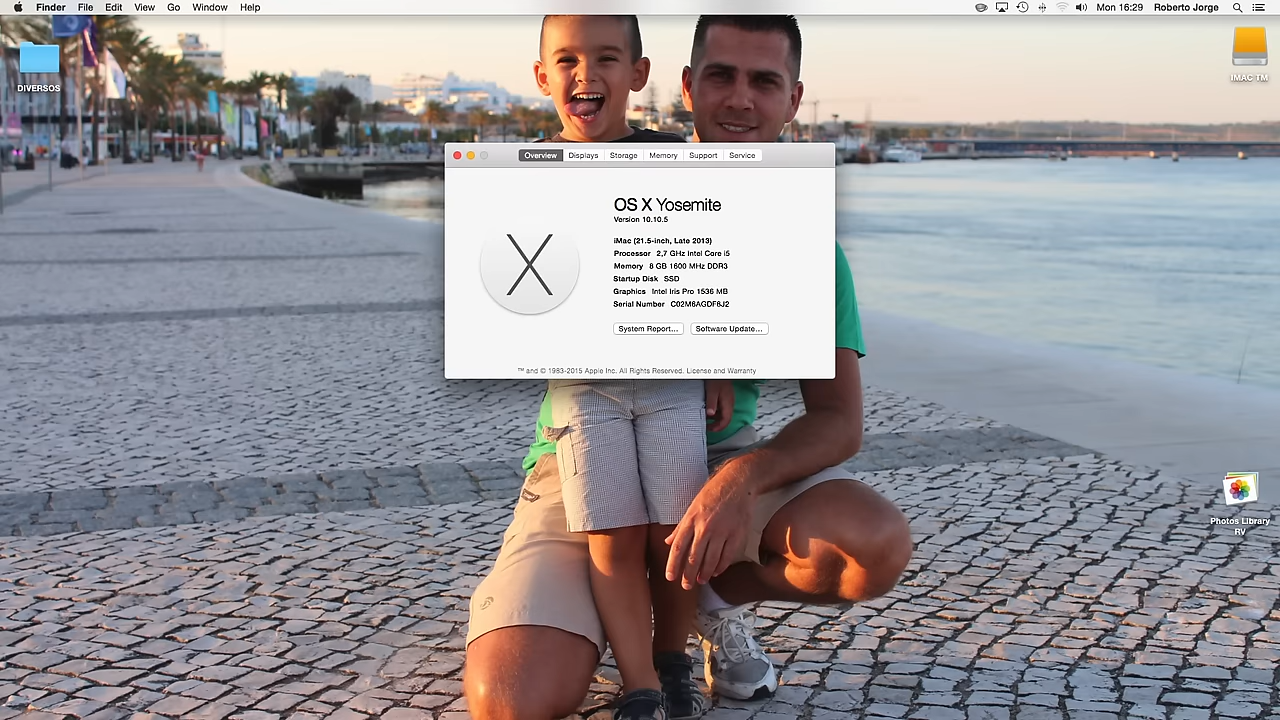 Finder File Edit View Go Window Help Mon 16:29 Roberto Jorge
DIVERSOS
IMAC TM
Overview Displays Storage Memory Support Service
OS X Yosemite
Version 10.10.5
iMac (21.5-inch, Late 2013)
Processor 2,7 GHz Intel Core i5
Memory 8 GB 1600 MHz DDR3
Startup Disk SSD
Graphics Intel Iris Pro 1536 MB
Serial Number C02M6AGDF8J2
System Report... Software Update...
™ and © 1983-2015 Apple Inc. All Rights Reserved. License and Warranty
Photos Library
RV